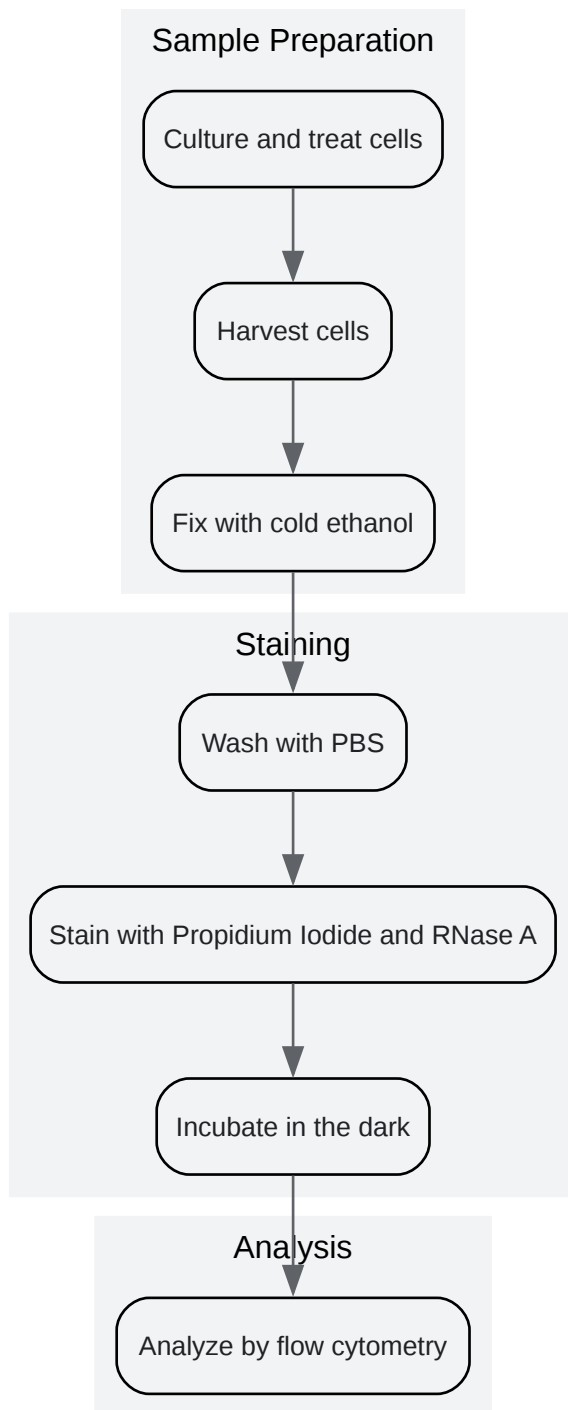 Sample Preparation
Culture and treat cells
Harvest cells
Fix with cold ethanol
Staining
Wash with PBS
Stain with Propidium Iodide and RNase A
Incubate in the dark
Analysis
Analyze by flow cytometry